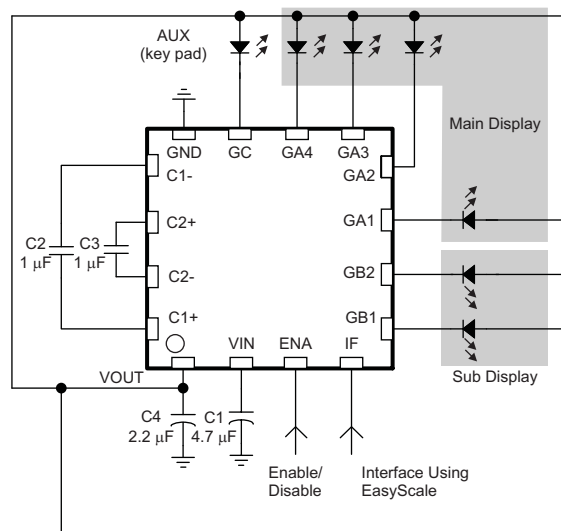 AUX
(key pad)
Main Display
GND
GC
GA4
GA3
GA2
C1-
C2+
GA1
C2
1 µF
C3
1 µF
C2-
GB2
C1+
GB1
VIN
ENA
IF
VOUT
Sub Display
C4
2.2 µF
C1
4.7 µF
Enable/
Disable
Interface Using
EasyScale